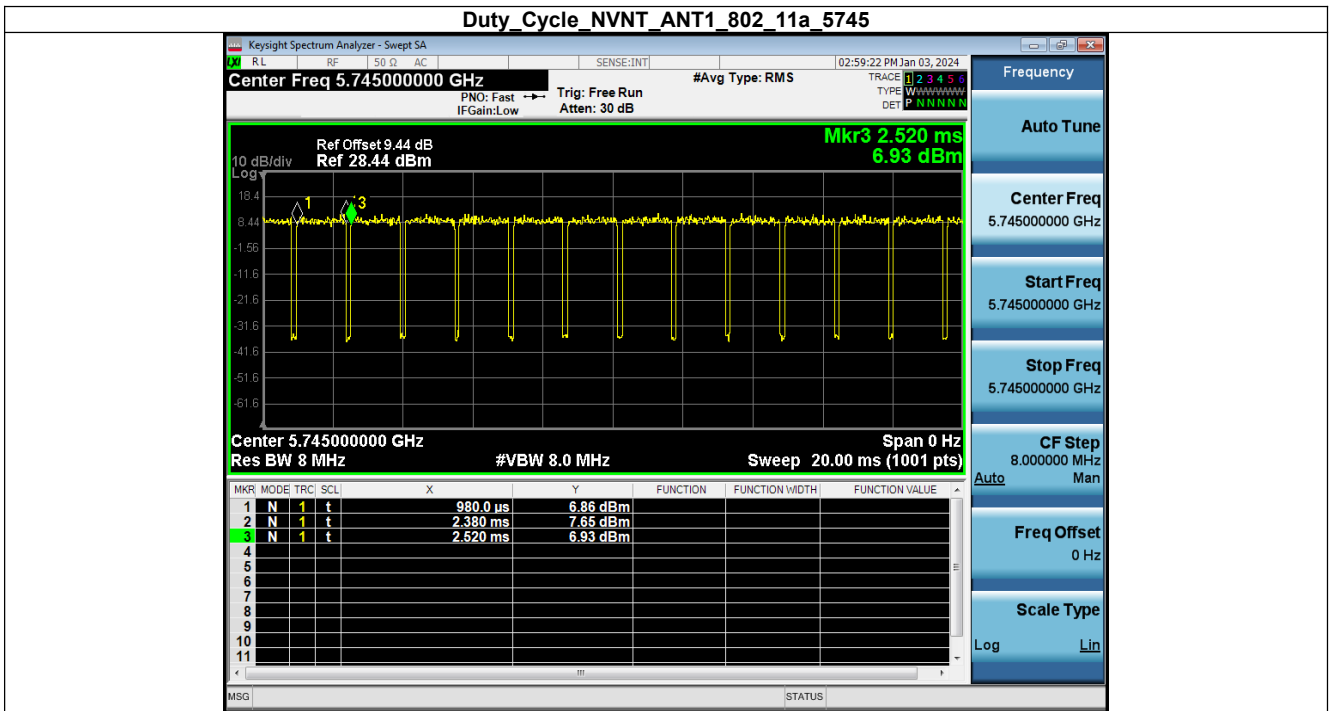 Duty_Cycle_NVNT_ANT1_802_11a_5745
Keysight Spectrum Analyzer - Swept SA
LXI RL RF 50 Ω AC SENSE:INT 02:59:22 PM Jan 03, 2024
Center Freq 5.745000000 GHz #Avg Type: RMS TRACE 1 2 3 4 5 6
PNO: Fast Trig: Free Run TYPE WWWWWW
IFGain:Low Atten: 30 dB DET P N N N N N
Mkr3 2.520 ms
6.93 dBm
Ref Offset 9.44 dB
10 dB/div Ref 28.44 dBm
Log
18.4
8.44
-1.56
-11.6
-21.6
-31.6
-41.6
-51.6
-61.6
1
3
Center 5.745000000 GHz Span 0 Hz
Res BW 8 MHz #VBW 8.0 MHz Sweep 20.00 ms (1001 pts)
MKR MODE TRC SCL X Y FUNCTION FUNCTION WIDTH FUNCTION VALUE
1 N 1 t 980.0 µs 6.86 dBm
2 N 1 t 2.380 ms 7.65 dBm
3 N 1 t 2.520 ms 6.93 dBm
4
5
6
7
8
9
10
11
MSG STATUS
Frequency
Auto Tune
Center Freq
5.745000000 GHz
Start Freq
5.745000000 GHz
Stop Freq
5.745000000 GHz
CF Step
8.000000 MHz
Auto Man
Freq Offset
0 Hz
Scale Type
Log Lin